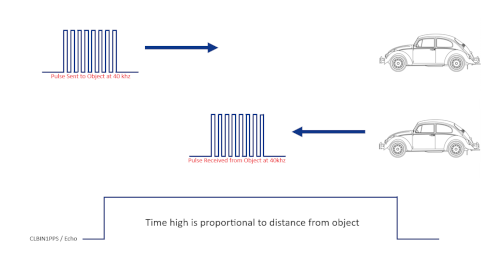 Pulse Sent to Object at 40 khz
Pulse Received from Object at 40khz
Time high is proportional to distance from object
CLBIN1PPS / Echo